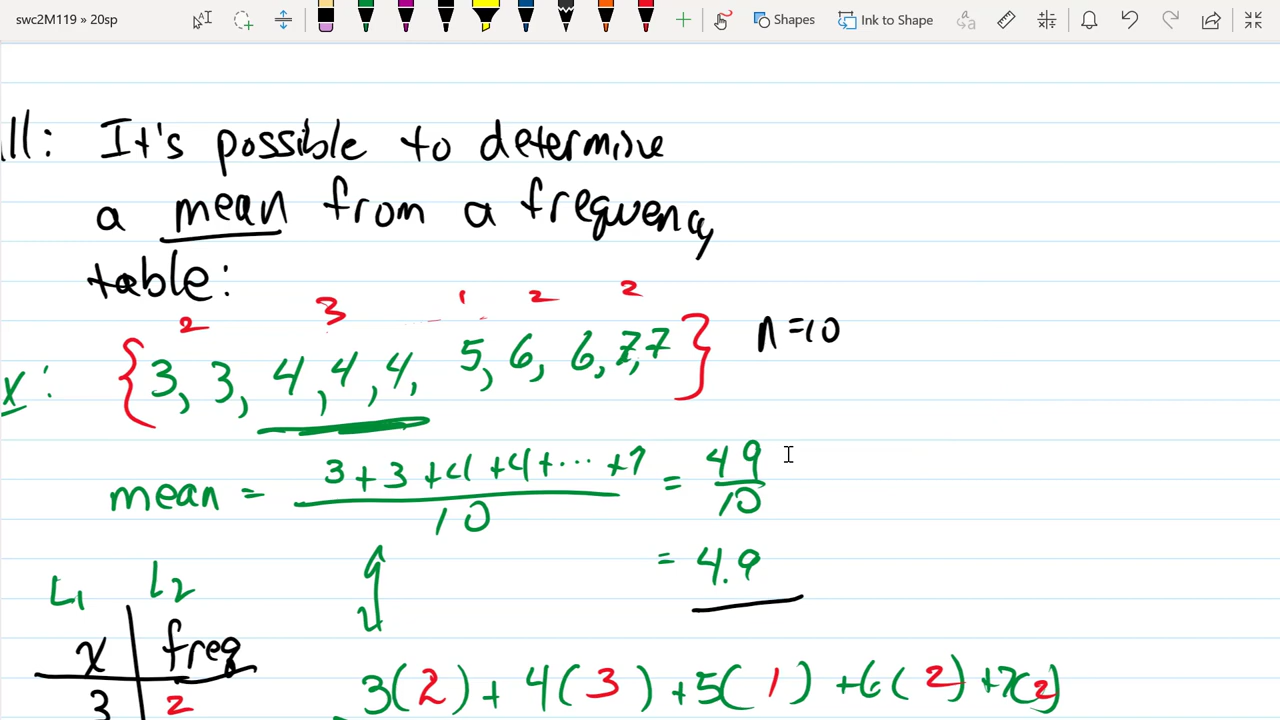 swc2M119 » 20sp
Shapes
Ink to Shape
ll: It's possible to determine
a mean from a frequency
table:
2 3 1 2 2
x: {3, 3, 4, 4, 4, 5, 6, 6, 7, 7} n=10
mean = 3+3+4+4+...+7 / 10 = 49/10
= 4.9
L1 L2
x freq
3 2
3(2) + 4(3) +5(1) +6(2) +7(2)